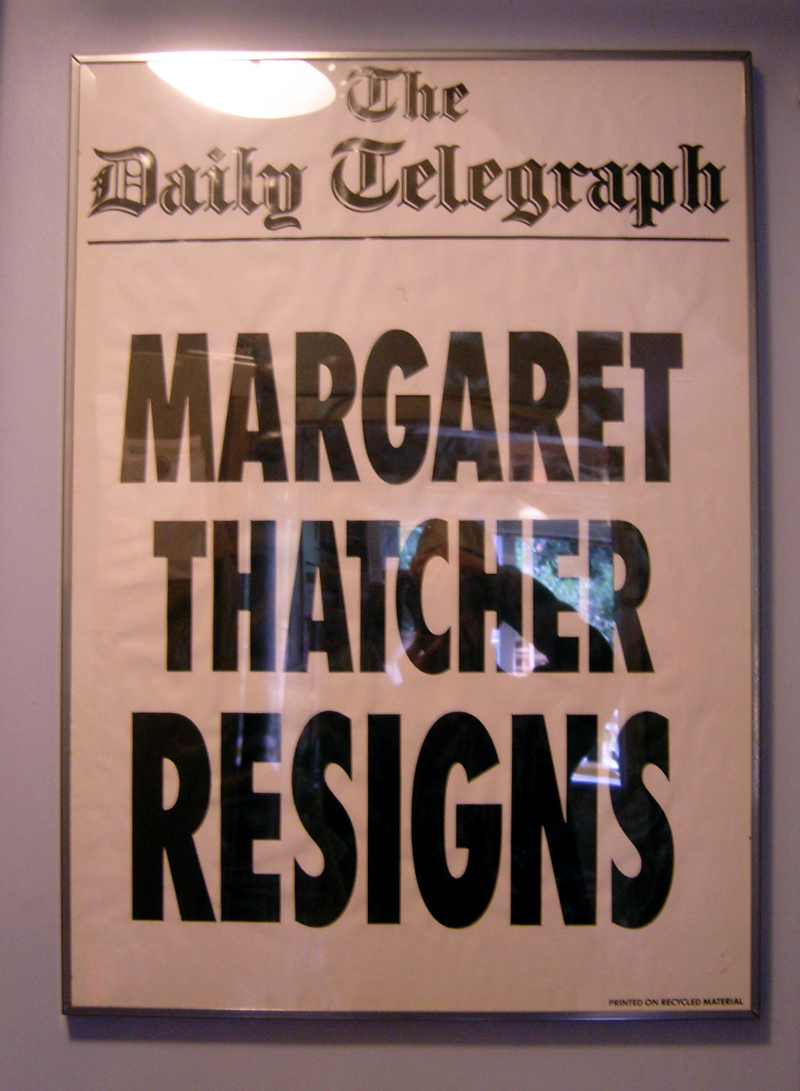 The
Daily Telegraph
MARGARET
THATCHER
RESIGNS
PRINTED ON RECYCLED MATERIAL